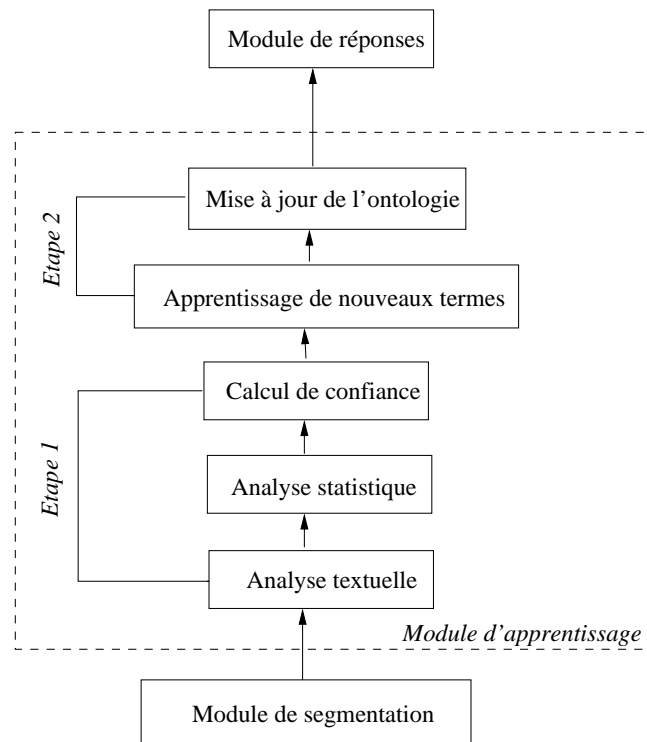 Module de réponses
Mise à jour de l'ontologie
Etape 2
Apprentissage de nouveaux termes
Calcul de confiance
Etape 1
Analyse statistique
Analyse textuelle
Module d'apprentissage
Module de segmentation